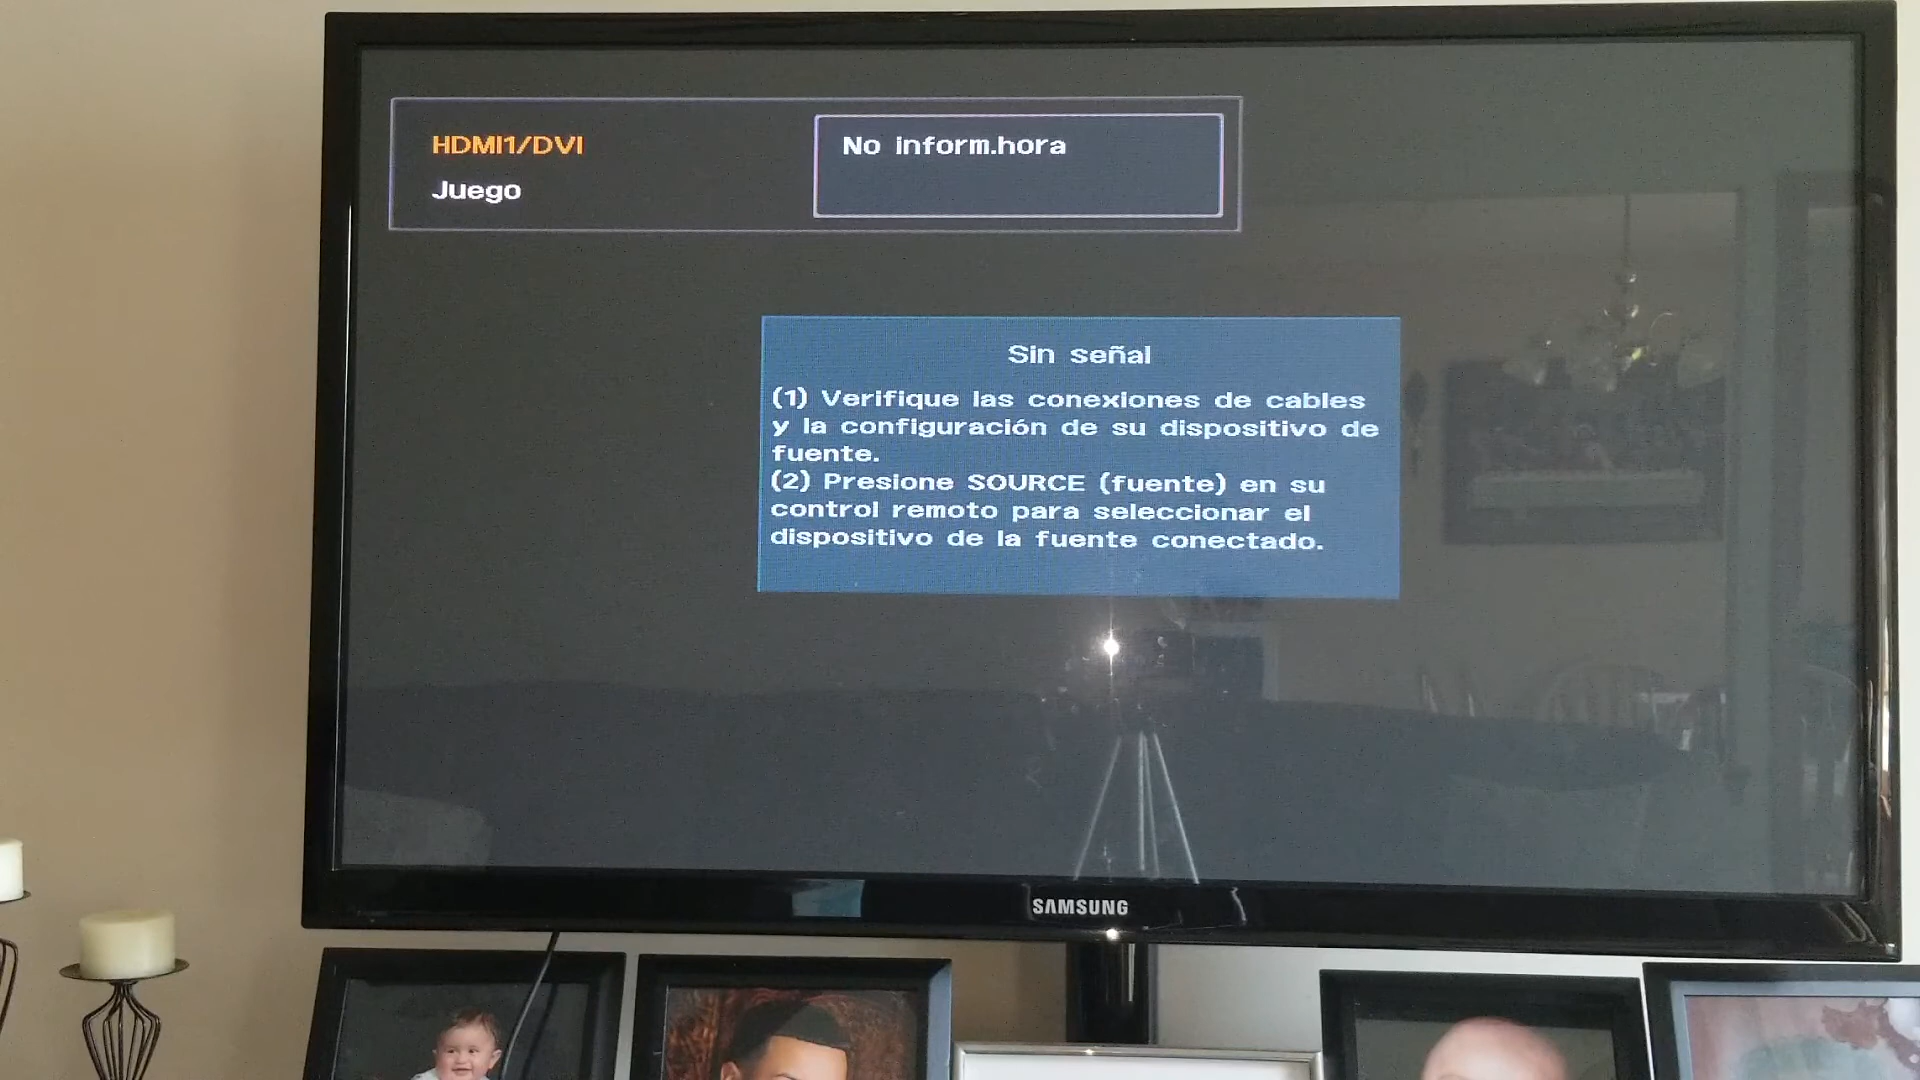 HDMI1/DVI
Juego
No inform.hora
Sin señal
(1) Verifique las conexiones de cables
y la configuración de su dispositivo de
fuente.
(2) Presione SOURCE (fuente) en su
control remoto para seleccionar el
dispositivo de la fuente conectado.
SAMSUNG